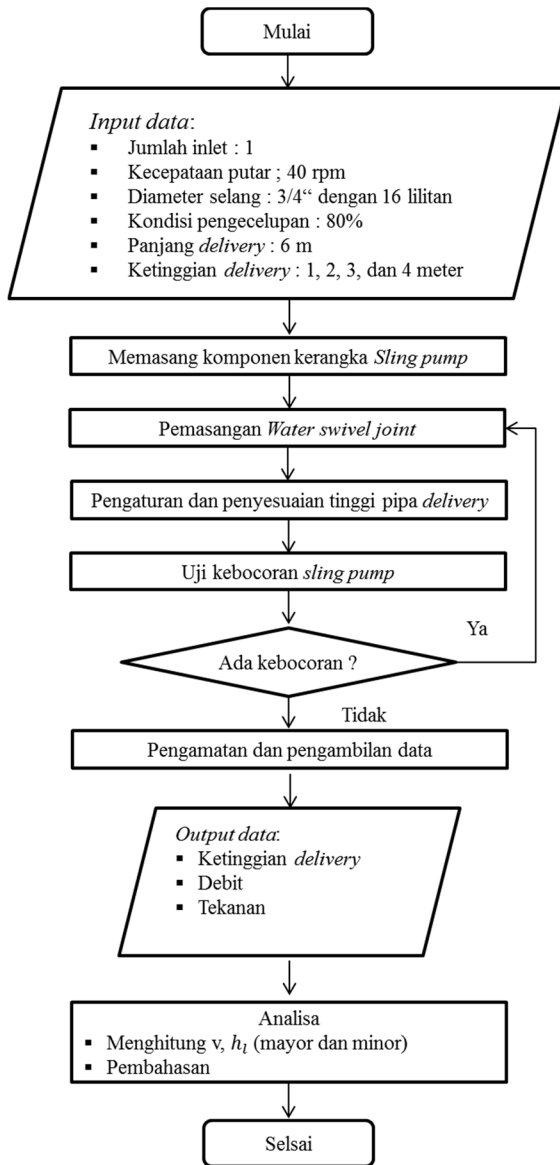 Mulai
Input data:
▪ Jumlah inlet : 1
▪ Kecepataan putar ; 40 rpm
▪ Diameter selang : 3/4“ dengan 16 lilitan
▪ Kondisi pengecelupan : 80%
▪ Panjang delivery : 6 m
▪ Ketinggian delivery : 1, 2, 3, dan 4 meter
Memasang komponen kerangka Sling pump
Pemasangan Water swivel joint
Pengaturan dan penyesuaian tinggi pipa delivery
Uji kebocoran sling pump
Ada kebocoran ?
Ya
Tidak
Pengamatan dan pengambilan data
Output data:
▪ Ketinggian delivery
▪ Debit
▪ Tekanan
Analisa
▪ Menghitung v, hₗ (mayor dan minor)
▪ Pembahasan
Selsai